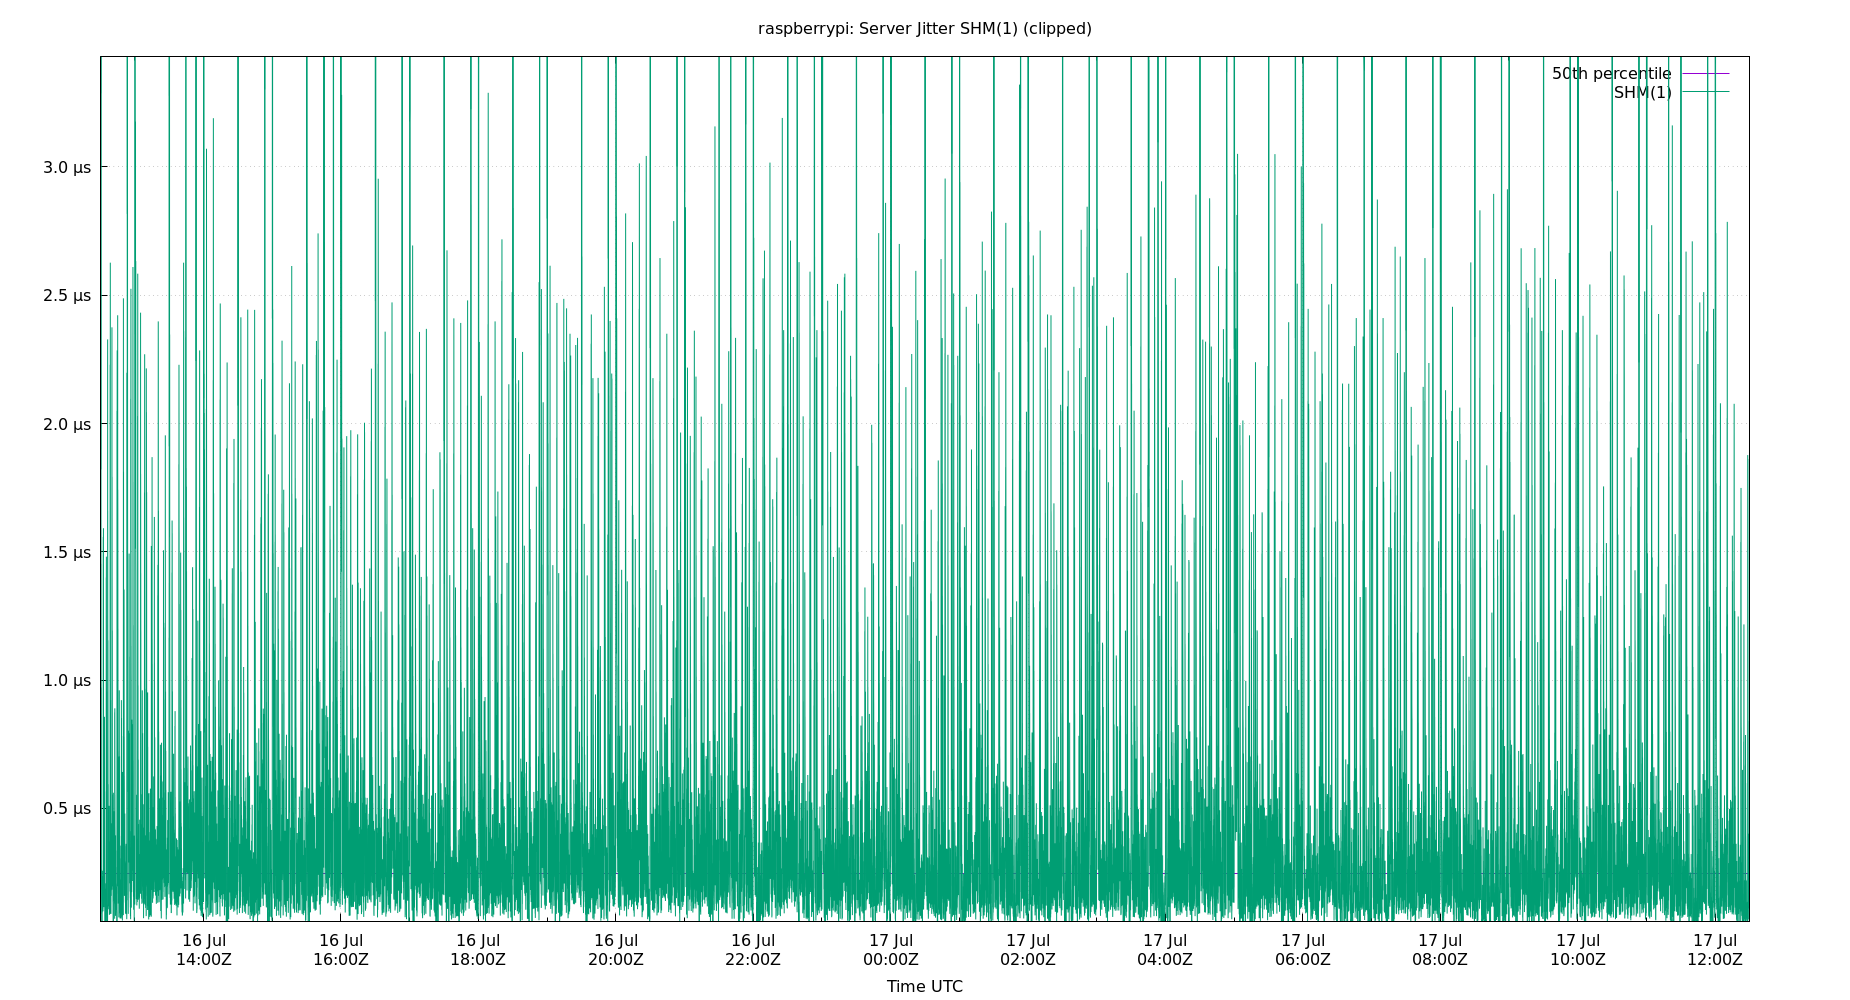 raspberrypi: Server Jitter SHM(1) (clipped)
50th percentile
SHM(1)
3.0 µs
2.5 µs
2.0 µs
1.5 µs
1.0 µs
0.5 µs
16 Jul 16 Jul 16 Jul 16 Jul 16 Jul 17 Jul 17 Jul 17 Jul 17 Jul 17 Jul 17 Jul 17 Jul
14:00Z 16:00Z 18:00Z 20:00Z 22:00Z 00:00Z 02:00Z 04:00Z 06:00Z 08:00Z 10:00Z 12:00Z
Time UTC